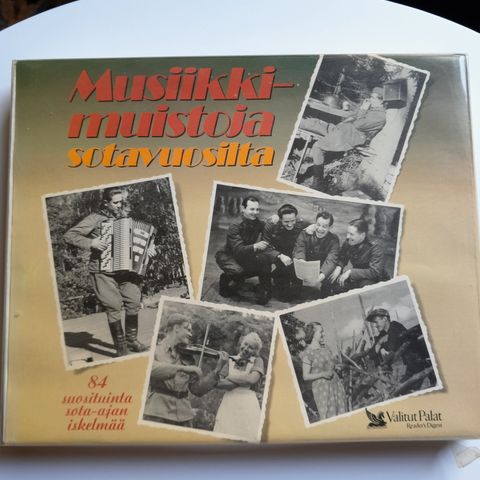 Musiikki-
muistoja
sotavuosilta
84
suosituinta
sota-ajan
iskelmää
Valitut Palat
Reader's Digest